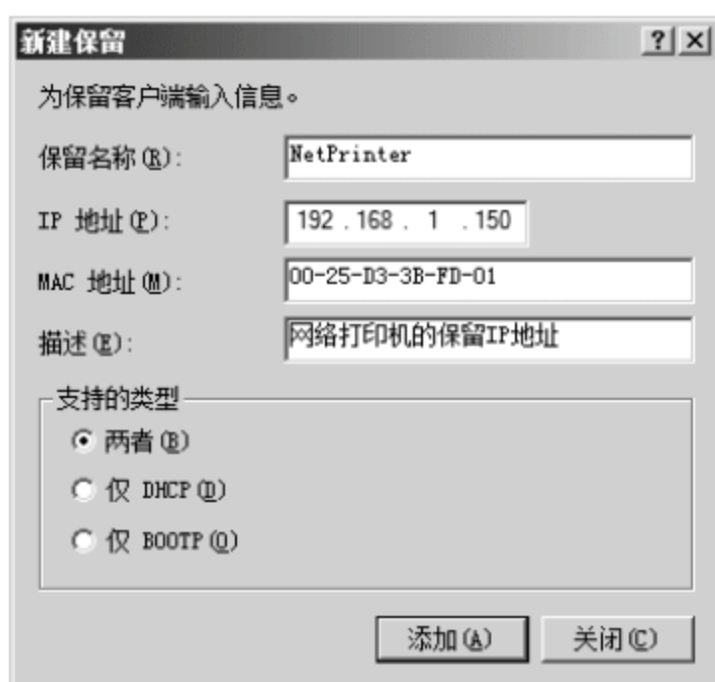 新建保留
为保留客户端输入信息。
保留名称(R): NetPrinter
IP 地址(P): 192 . 168 . 1 . 150
MAC 地址(M): 00-25-D3-3B-FD-01
描述(E): 网络打印机的保留IP地址
支持的类型
两者(B)
仅 DHCP(D)
仅 BOOTP(O)
添加(A) 关闭(C)